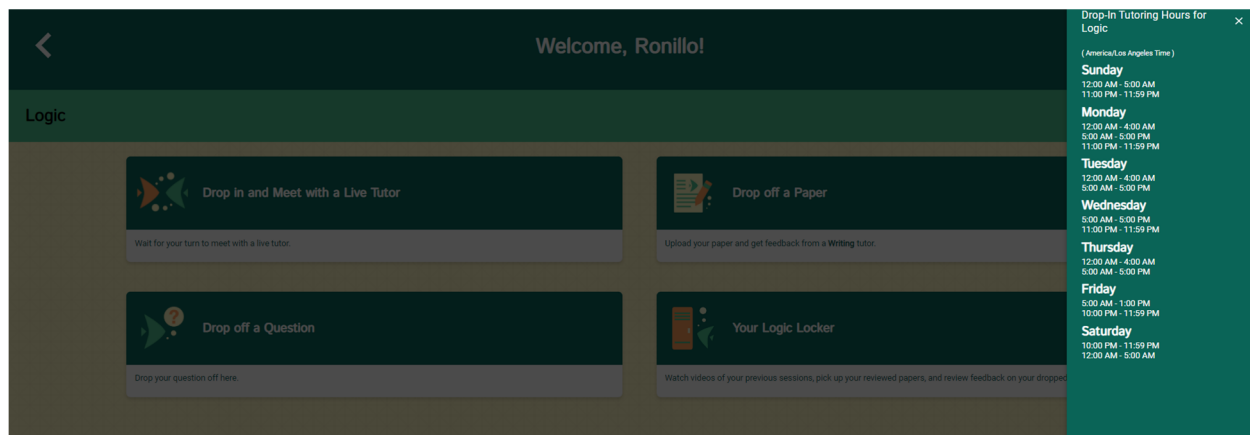 Welcome, Ronillo!
Logic
Drop in and Meet with a Live Tutor
Wait for your turn to meet with a live tutor.
Drop off a Paper
Upload your paper and get feedback from a Writing tutor.
Drop off a Question
Drop your question off here.
Your Logic Locker
Watch videos of your previous sessions, pick up your reviewed papers, and review feedback on your dropped
Drop-In Tutoring Hours for
Logic
( America/Los Angeles Time )
Sunday
12:00 AM - 5:00 AM
11:00 PM - 11:59 PM
Monday
12:00 AM - 4:00 AM
5:00 AM - 5:00 PM
11:00 PM - 11:59 PM
Tuesday
12:00 AM - 4:00 AM
5:00 AM - 5:00 PM
Wednesday
5:00 AM - 5:00 PM
11:00 PM - 11:59 PM
Thursday
12:00 AM - 4:00 AM
5:00 AM - 5:00 PM
Friday
5:00 AM - 1:00 PM
10:00 PM - 11:59 PM
Saturday
10:00 PM - 11:59 PM
12:00 AM - 5:00 AM